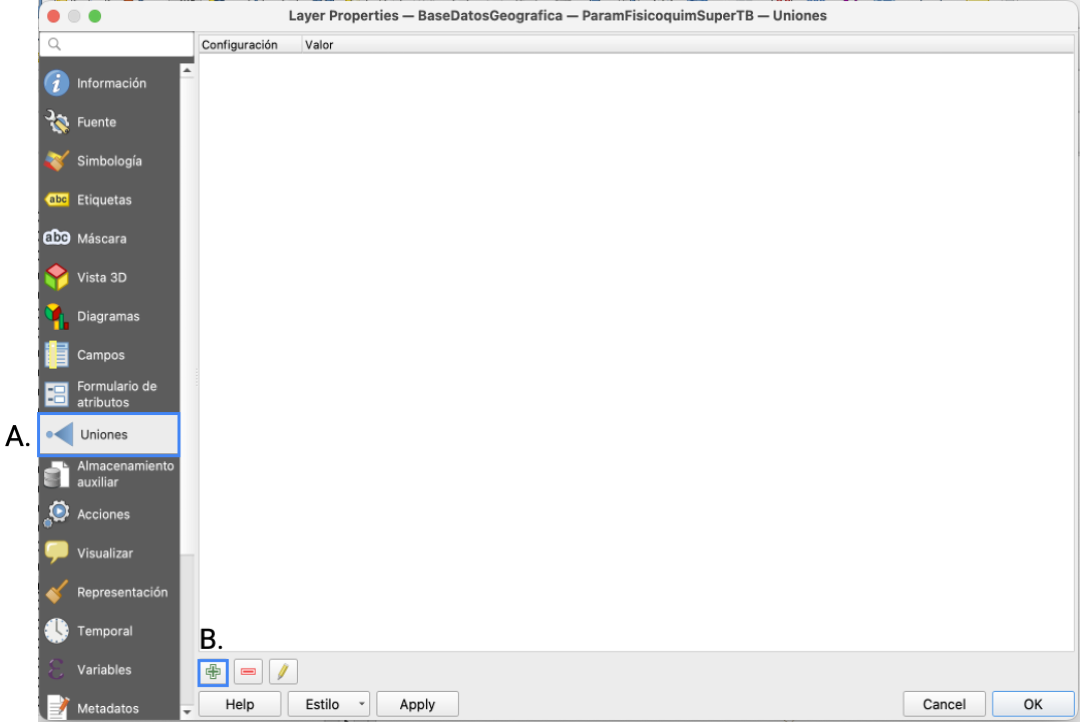 Layer Properties — BaseDatosGeografica — ParamFisicoquimSuperTB — Uniones
Configuración Valor
Información
Fuente
Simbología
abc Etiquetas
abc Máscara
Vista 3D
Diagramas
Campos
Formulario de
atributos
A. Uniones
Almacenamiento
auxiliar
Acciones
Visualizar
Representación
Temporal
Variables
Metadatos
B.
Help Estilo Apply Cancel OK